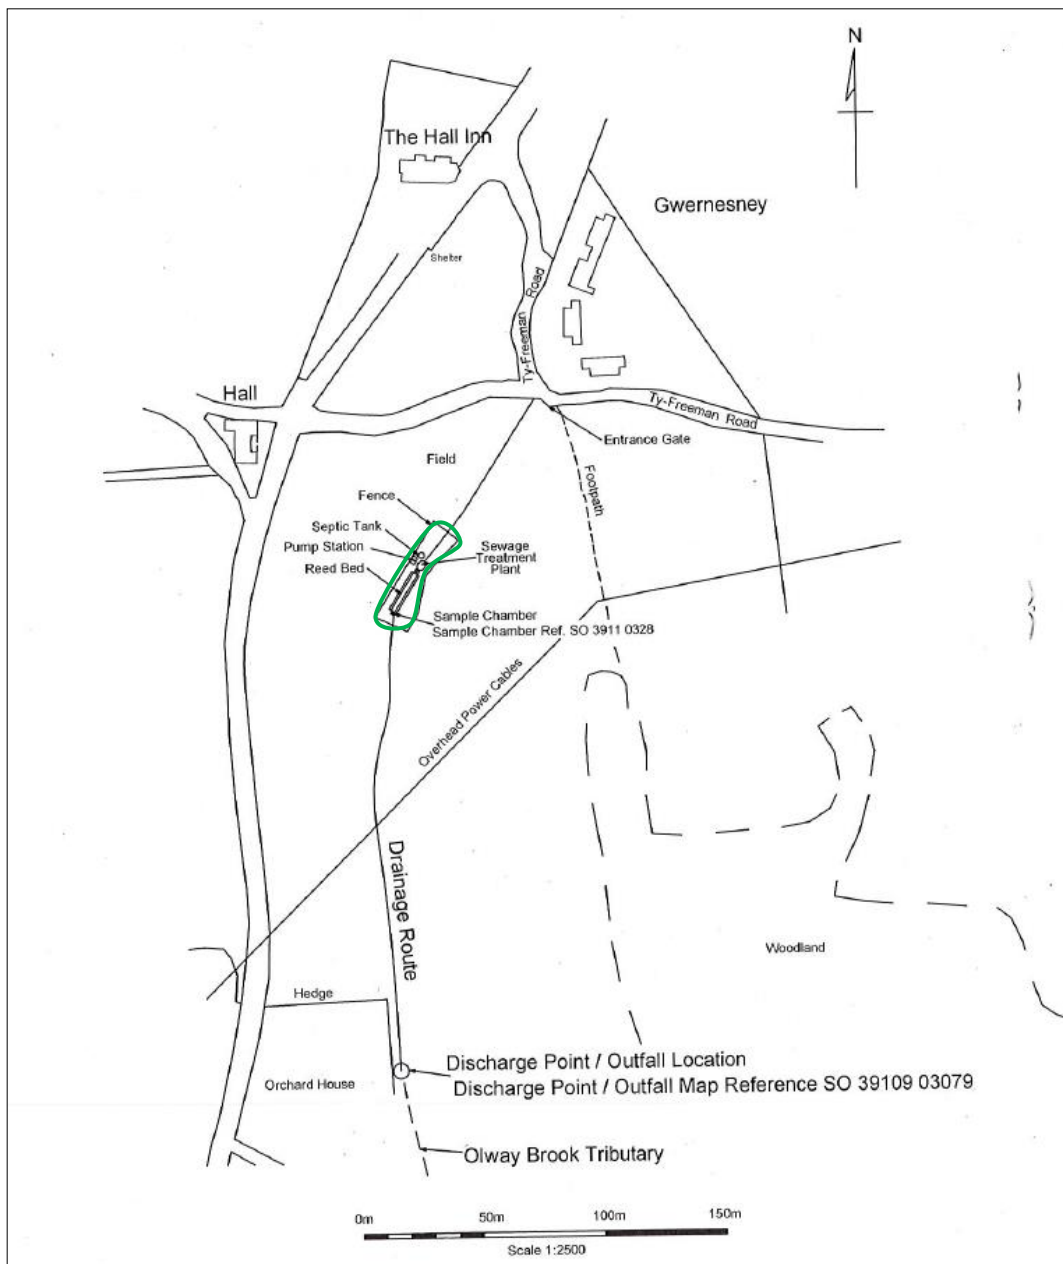 N
The Hall Inn
Gwernesney
Shelter
Ty-Freeman Road
Hall
Ty-Freeman Road
Entrance Gate
Field
Footpath
Fence
Septic Tank
Pump Station
Reed Bed
Sewage
Treatment
Plant
Sample Chamber
Sample Chamber Ref. SO 3911 0328
Overhead Power Cables
Drainage Route
Woodland
Hedge
Discharge Point / Outfall Location
Discharge Point / Outfall Map Reference SO 39109 03079
Orchard House
Olway Brook Tributary
0m 50m 100m 150m
Scale 1:2500